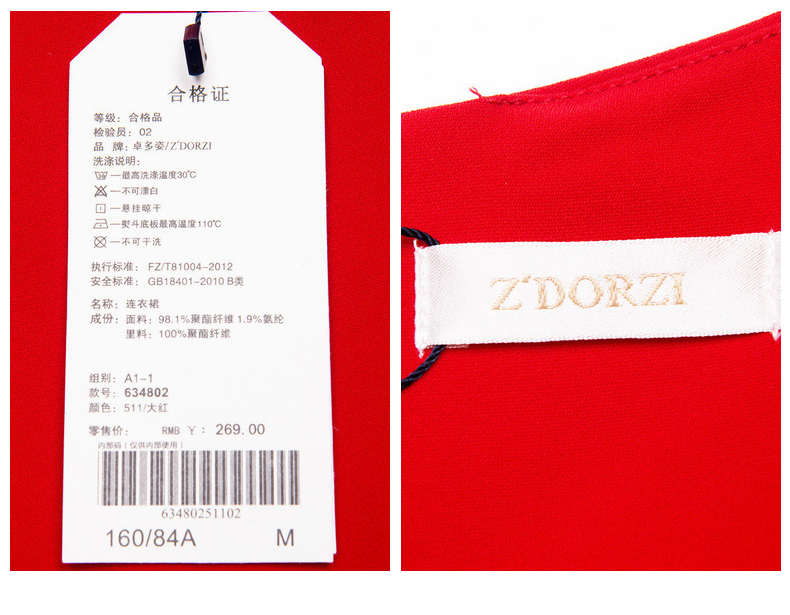 合格证
等级：合格品
检验员：02
品 牌：卓多姿/Z'DORZI
洗涤说明：
—最高洗涤温度30℃
—不可漂白
—悬挂晾干
—熨斗底板最高温度110℃
—不可干洗
执行标准： FZ/T81004-2012
安全标准： GB18401-2010 B类
名称：连衣裙
成份：面料：98.1%聚酯纤维 1.9%氨纶
里料：100%聚酯纤维
组别：A1-1
款号：634802
颜色：511/大红
零售价： RMB ￥：269.00
内部码（仅供内部使用）
63480251102
160/84A M
Z'DORZI